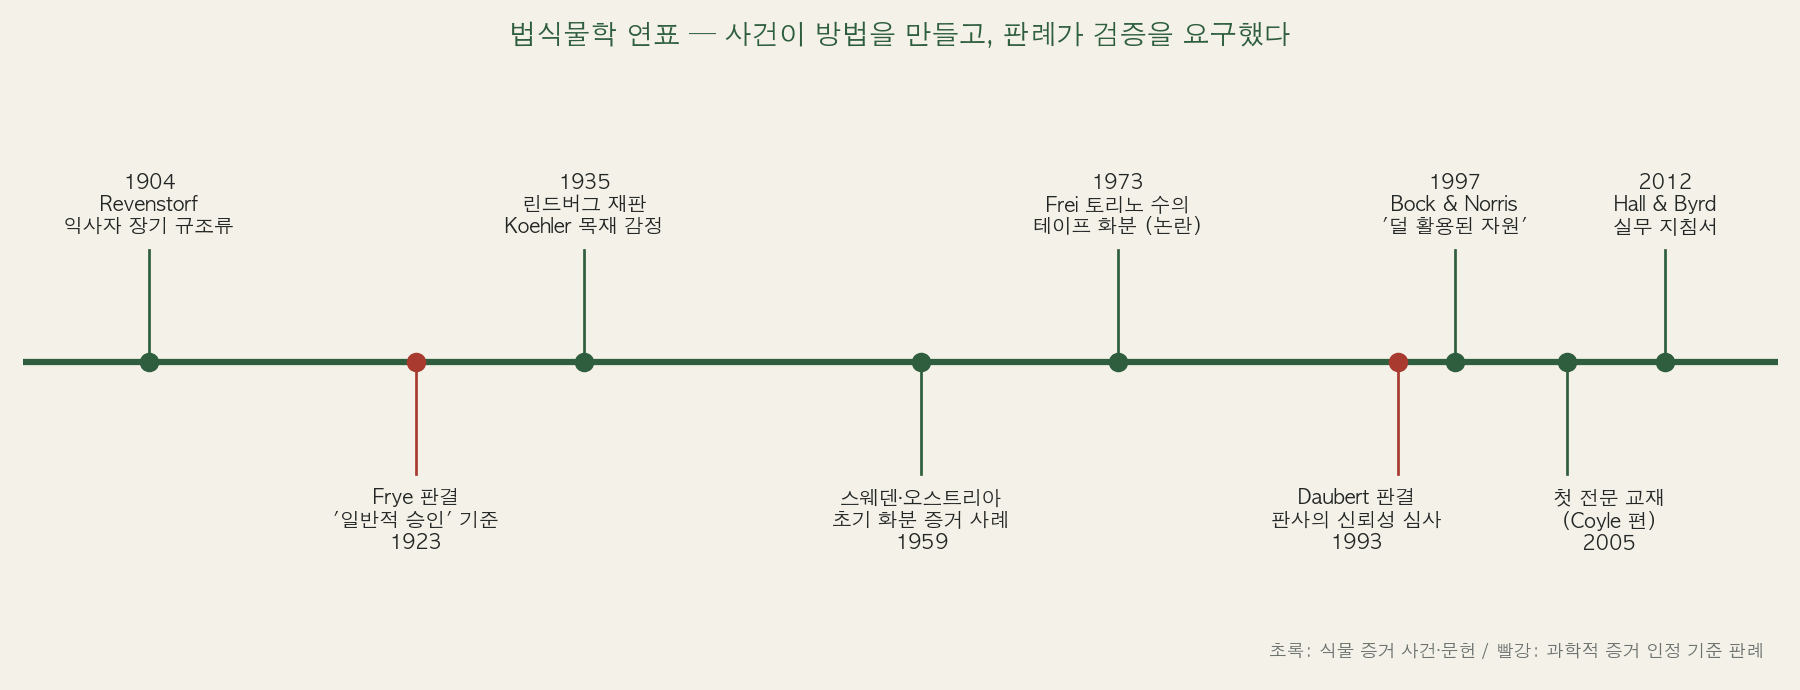 법식물학 연표 — 사건이 방법을 만들고, 판례가 검증을 요구했다
1904
Revenstorf
익사자 장기 규조류
1935
린드버그 재판
Koehler 목재 감정
1973
Frei 토리노 수의
테이프 화분 (논란)
1997
Bock & Norris
'덜 활용된 자원'
2012
Hall & Byrd
실무 지침서
Frye 판결
'일반적 승인' 기준
1923
스웨덴·오스트리아
초기 화분 증거 사례
1959
Daubert 판결
판사의 신뢰성 심사
1993
첫 전문 교재
(Coyle 편)
2005
초록: 식물 증거 사건·문헌 / 빨강: 과학적 증거 인정 기준 판례